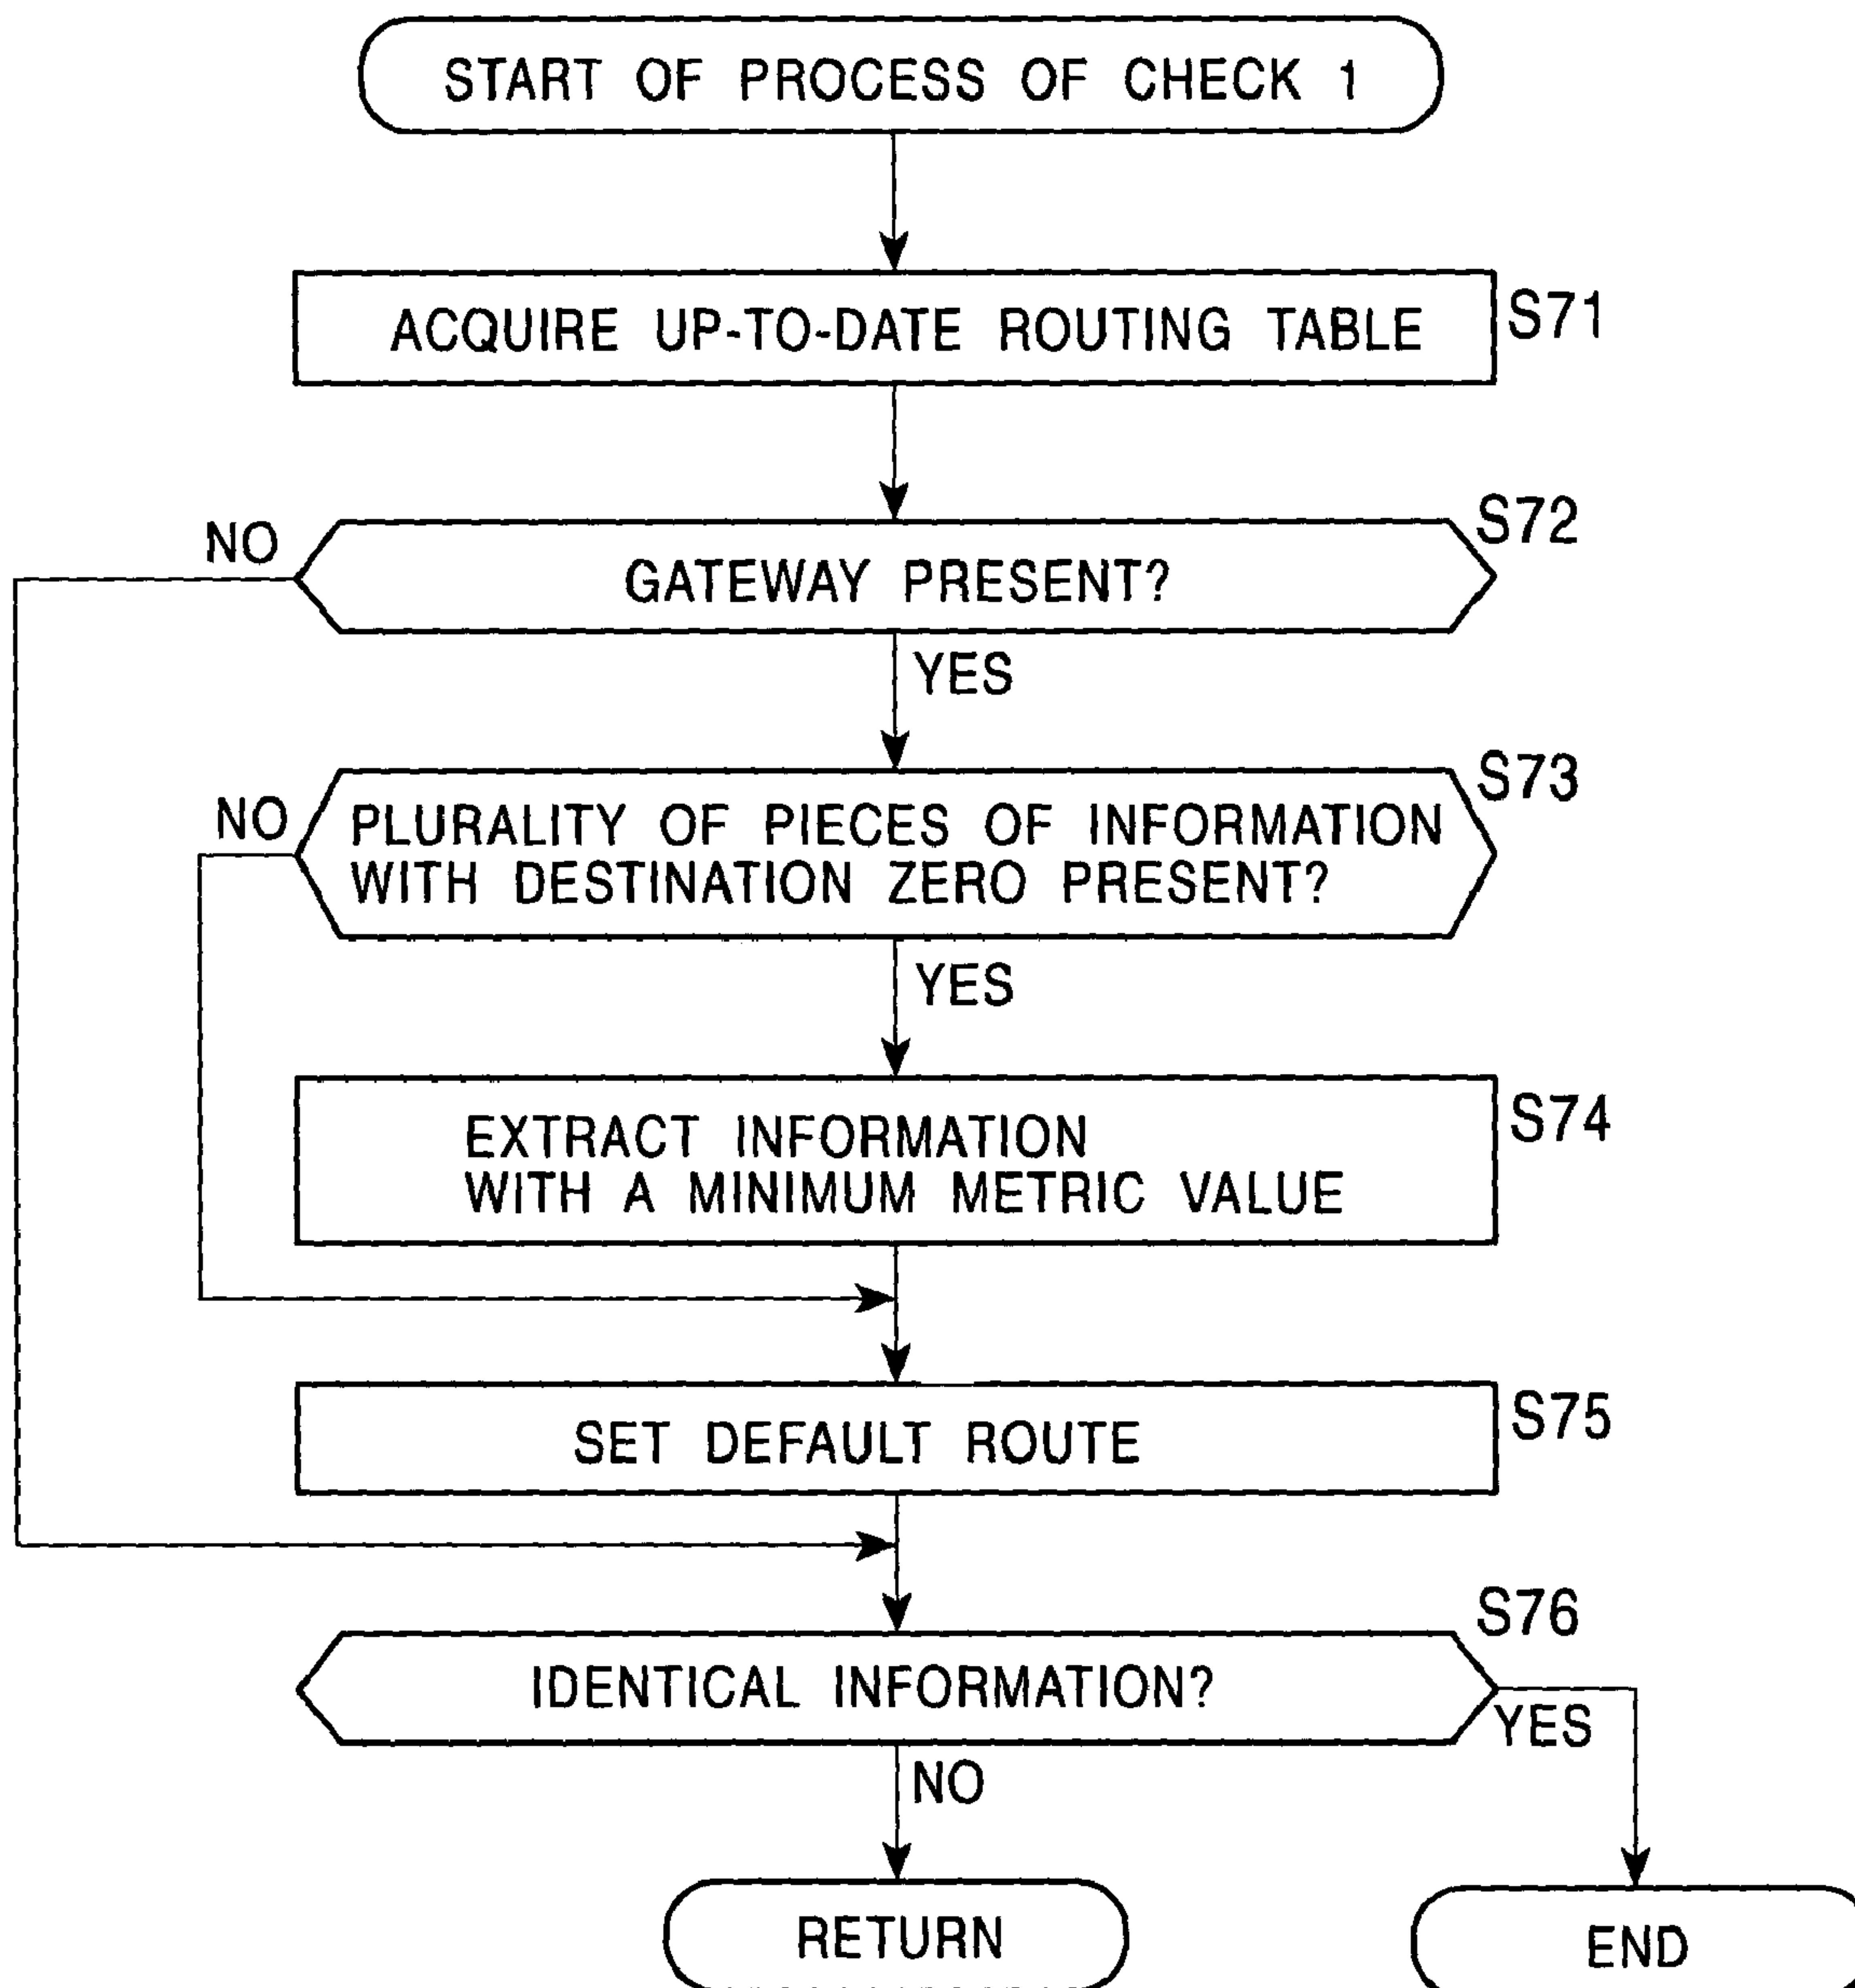 START OF PROCESS OF CHECK 1
ACQUIRE UP-TO-DATE ROUTING TABLE
S71
S72
NO
GATEWAY PRESENT?
YES
S73
NO
PLURALITY OF PIECES OF INFORMATION
WITH DESTINATION ZERO PRESENT?
YES
S74
EXTRACT INFORMATION
WITH A MINIMUM METRIC VALUE
S75
SET DEFAULT ROUTE
S76
IDENTICAL INFORMATION?
YES
NO
RETURN
END